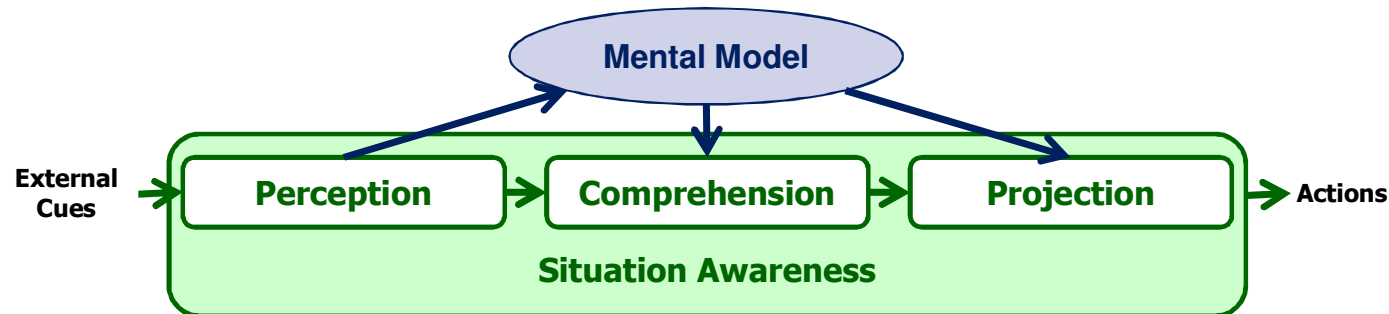 Mental Model
External
Cues
Perception
Comprehension
Projection
Actions
Situation Awareness